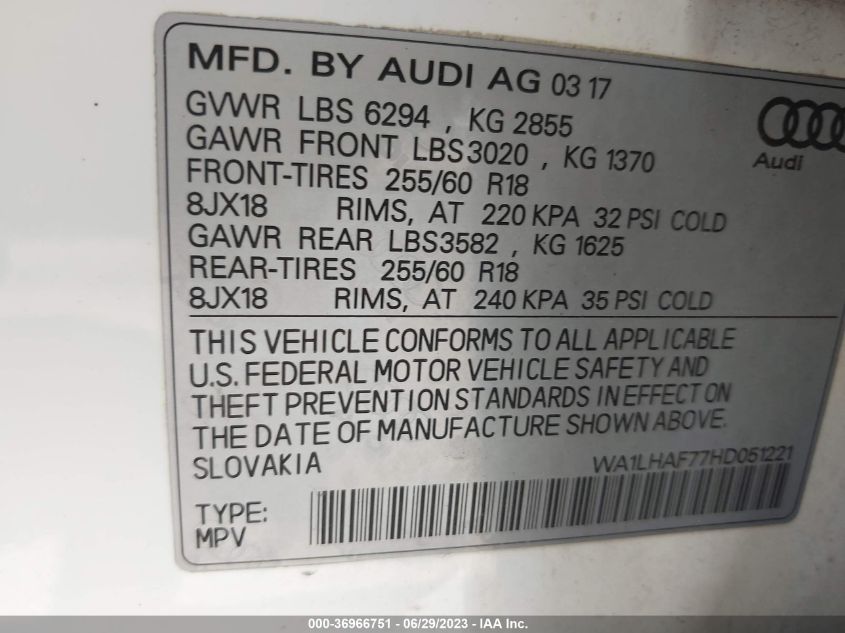 MFD. BY AUDI AG 03 17
GVWR LBS 6294 , KG 2855
GAWR FRONT LBS3020 , KG 1370
FRONT-TIRES 255/60 R18
8JX18 RIMS, AT 220 KPA 32 PSI COLD
GAWR REAR LBS3582 , KG 1625
REAR-TIRES 255/60 R18
8JX18 RIMS, AT 240 KPA 35 PSI COLD
Audi
THIS VEHICLE CONFORMS TO ALL APPLICABLE
U.S. FEDERAL MOTOR VEHICLE SAFETY AND
THEFT PREVENTION STANDARDS IN EFFECT ON
THE DATE OF MANUFACTURE SHOWN ABOVE.
SLOVAKIA WA1LHAF77HD051221
TYPE:
MPV
000-36966751 - 06/29/2023 - IAA Inc.